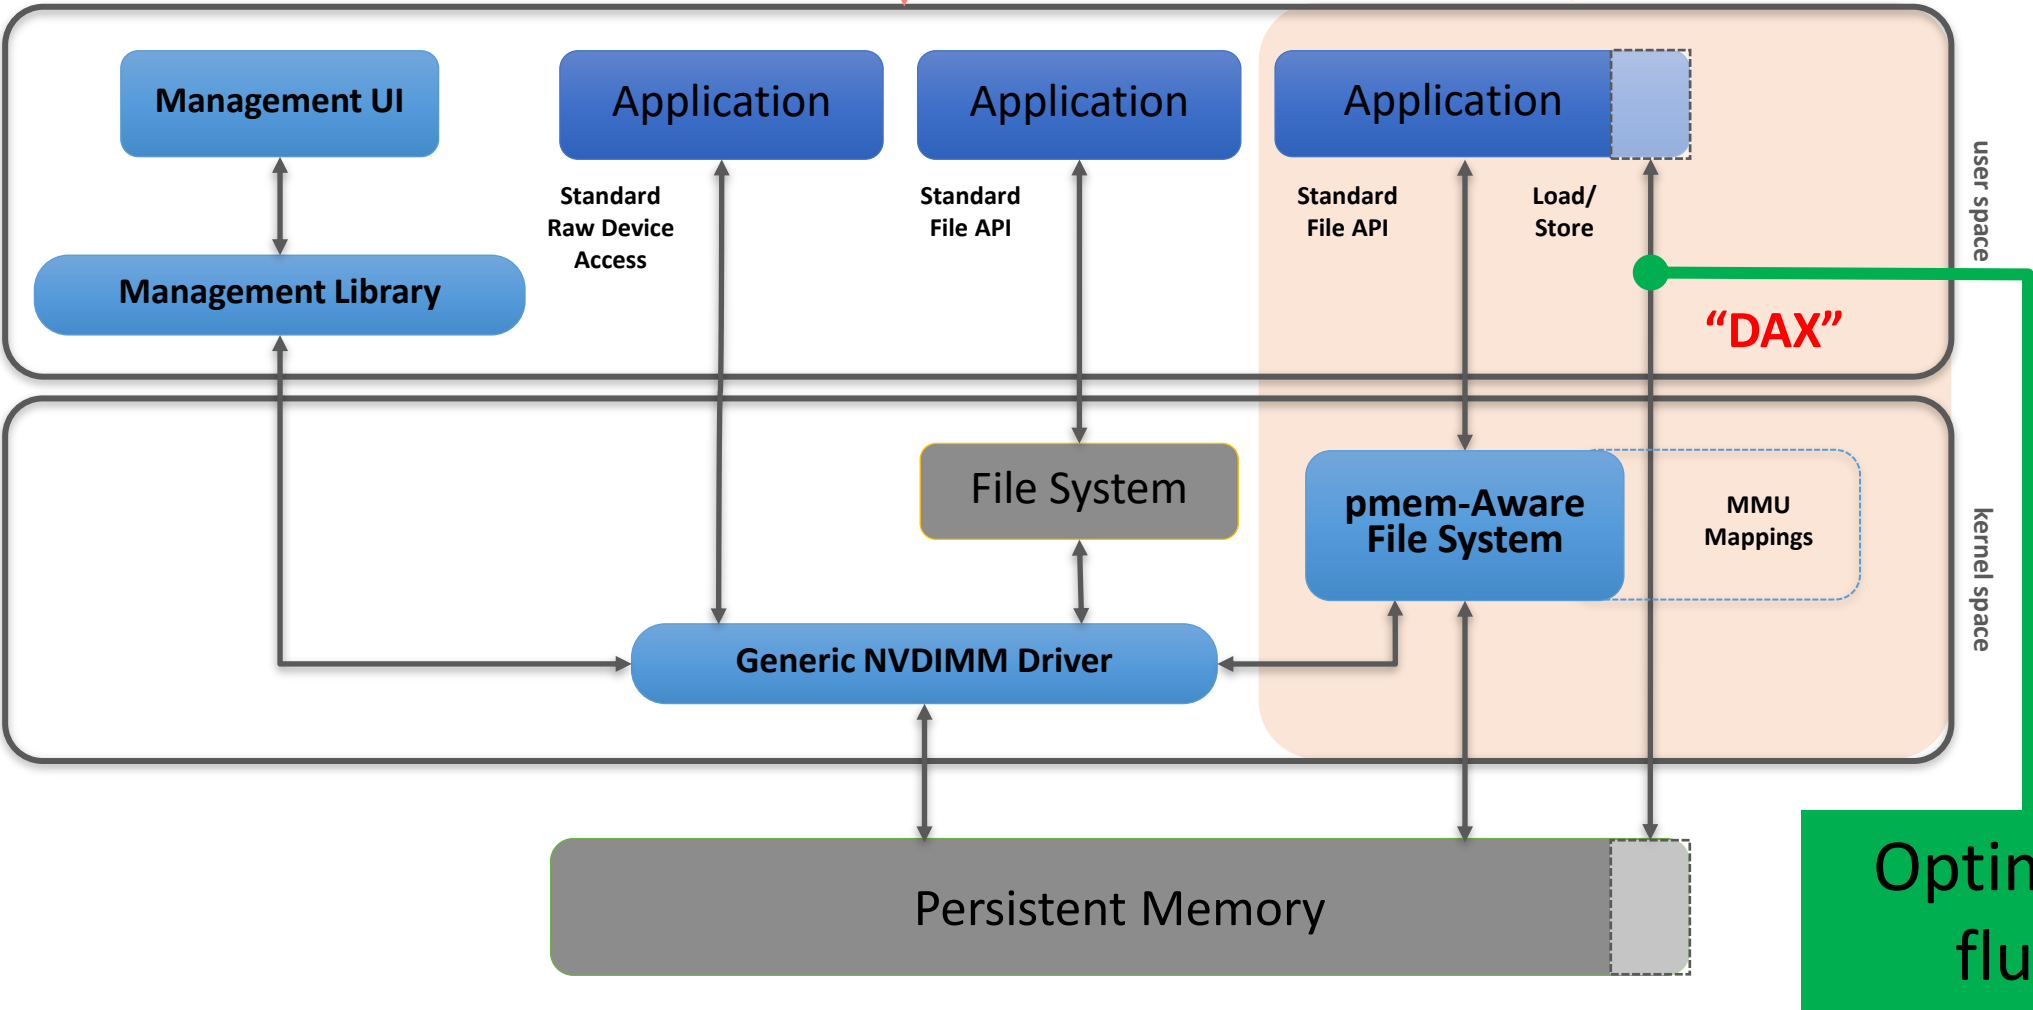 Management UI
Application
Application
Application
Standard
Raw Device
Access
Standard
File API
Standard
File API
Load/
Store
user space
Management Library
“DAX”
File System
pmem-Aware
File System
MMU
Mappings
kernel space
Generic NVDIMM Driver
Persistent Memory